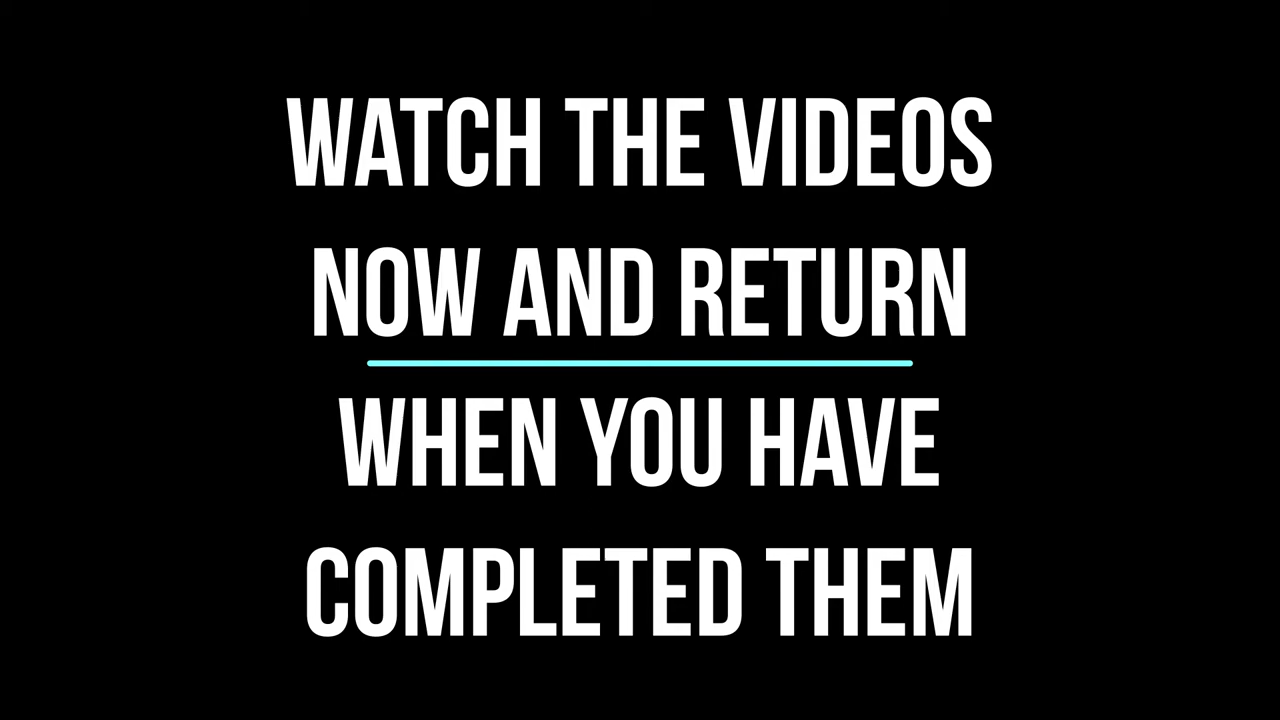 WATCH THE VIDEOS
NOW AND RETURN
WHEN YOU HAVE
COMPLETED THEM